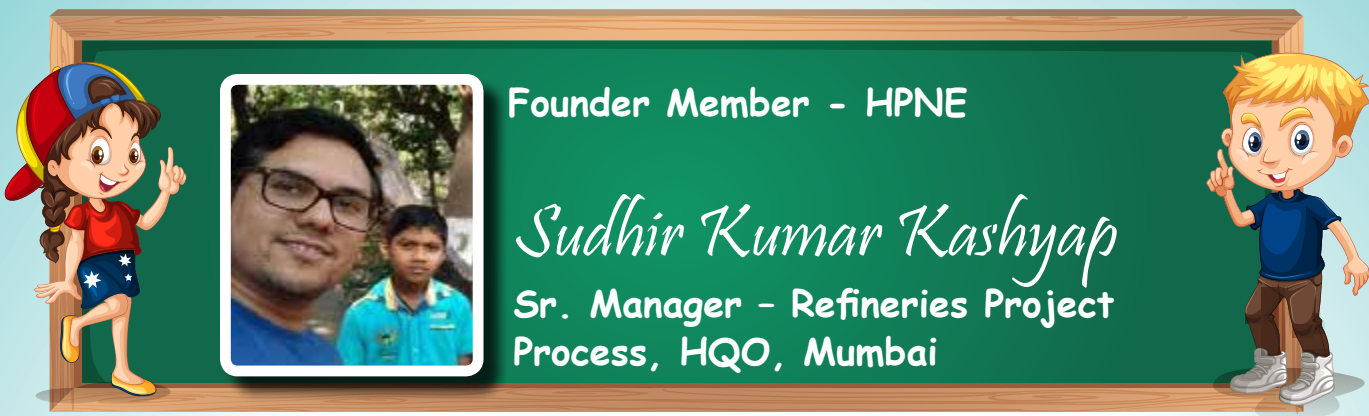 Founder Member - HPNE
Sudhir Kumar Kashyap
Sr. Manager – Refineries Project
Process, HQO, Mumbai